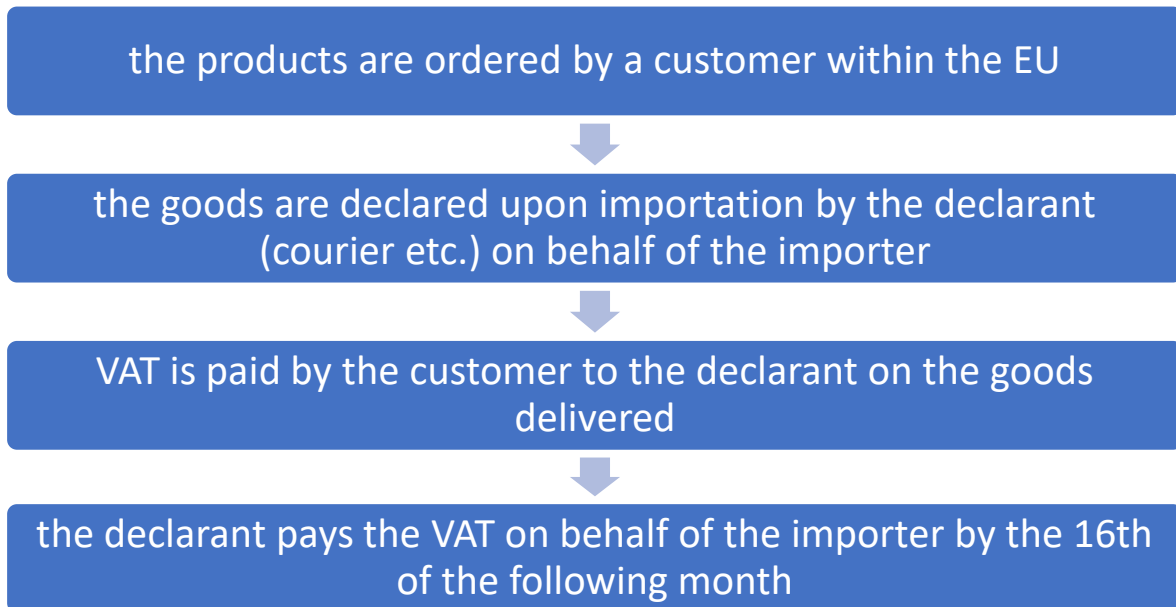 the products are ordered by a customer within the EU
the goods are declared upon importation by the declarant
(courier etc.) on behalf of the importer
VAT is paid by the customer to the declarant on the goods
delivered
the declarant pays the VAT on behalf of the importer by the 16th
of the following month